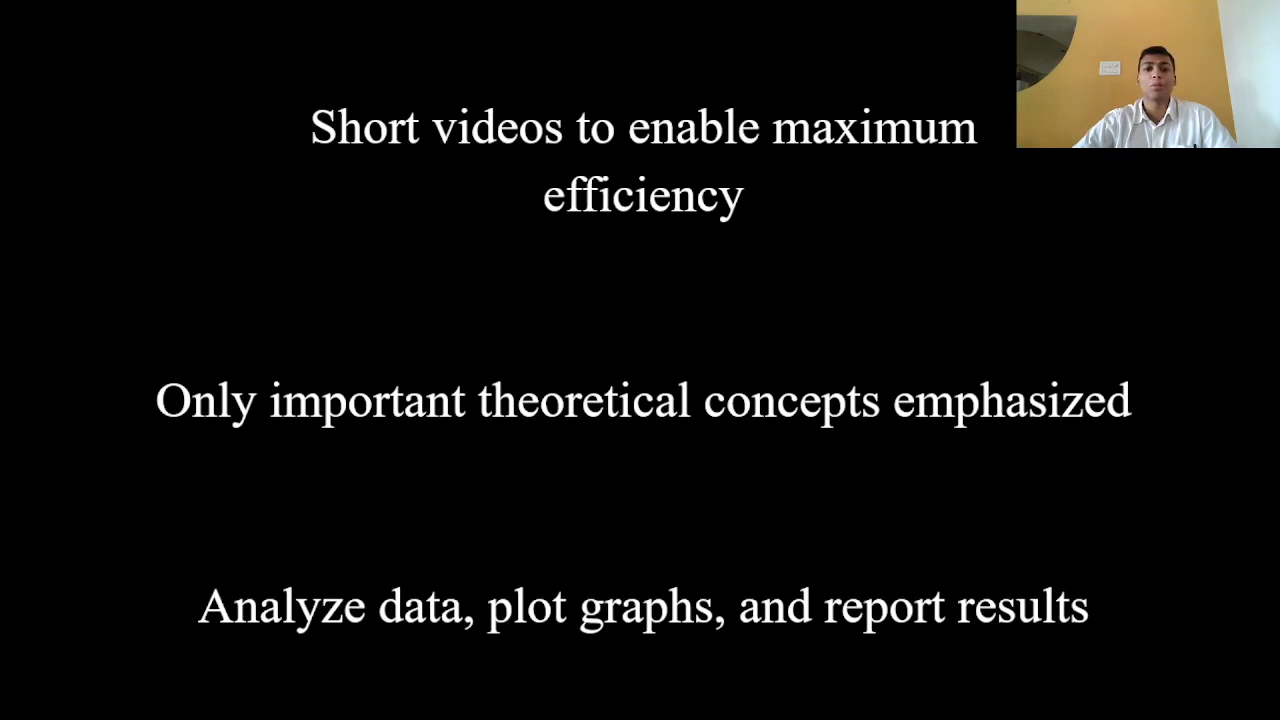 Short videos to enable maximum
efficiency
Only important theoretical concepts emphasized
Analyze data, plot graphs, and report results